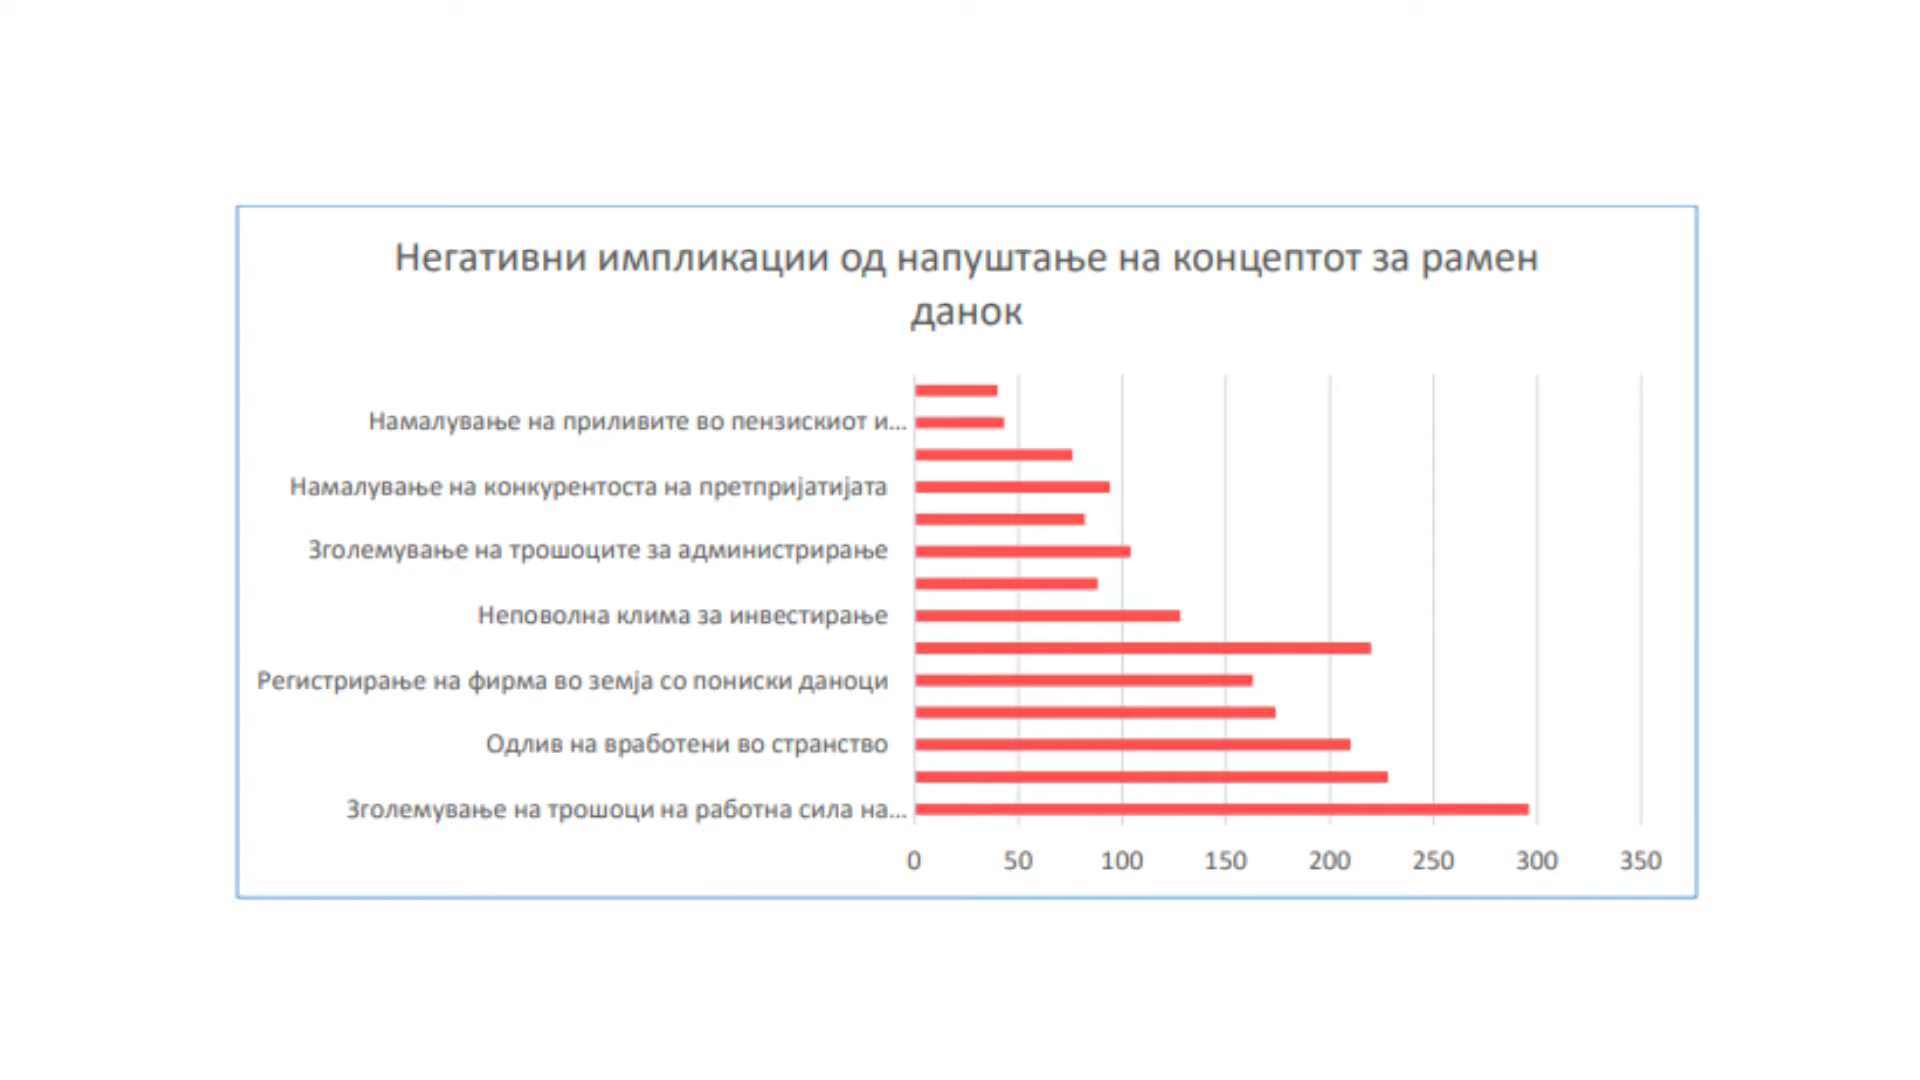 Негативни импликации од напуштање на концептот за рамен
данок
Намалување на приливите во пензискиот и...
Намалување на конкурентоста на претпријатијата
Зголемување на трошоците за администрирање
Неповолна клима за инвестирање
Регистрирање на фирма во земја со пониски даноци
Одлив на вработени во странство
Зголемување на трошоци на работна сила на...
0 50 100 150 200 250 300 350